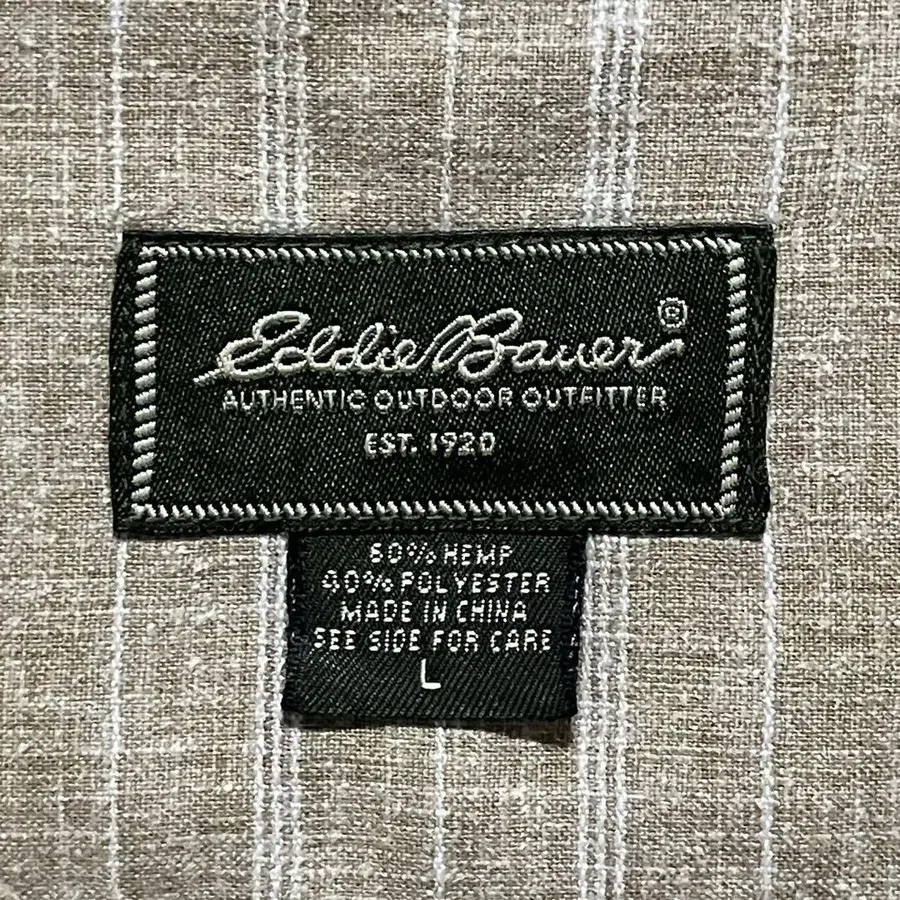 Eddie Bauer®
AUTHENTIC OUTDOOR OUTFITTER
EST. 1920
60% HEMP
40% POLYESTER
MADE IN CHINA
SEE SIDE FOR CARE
L